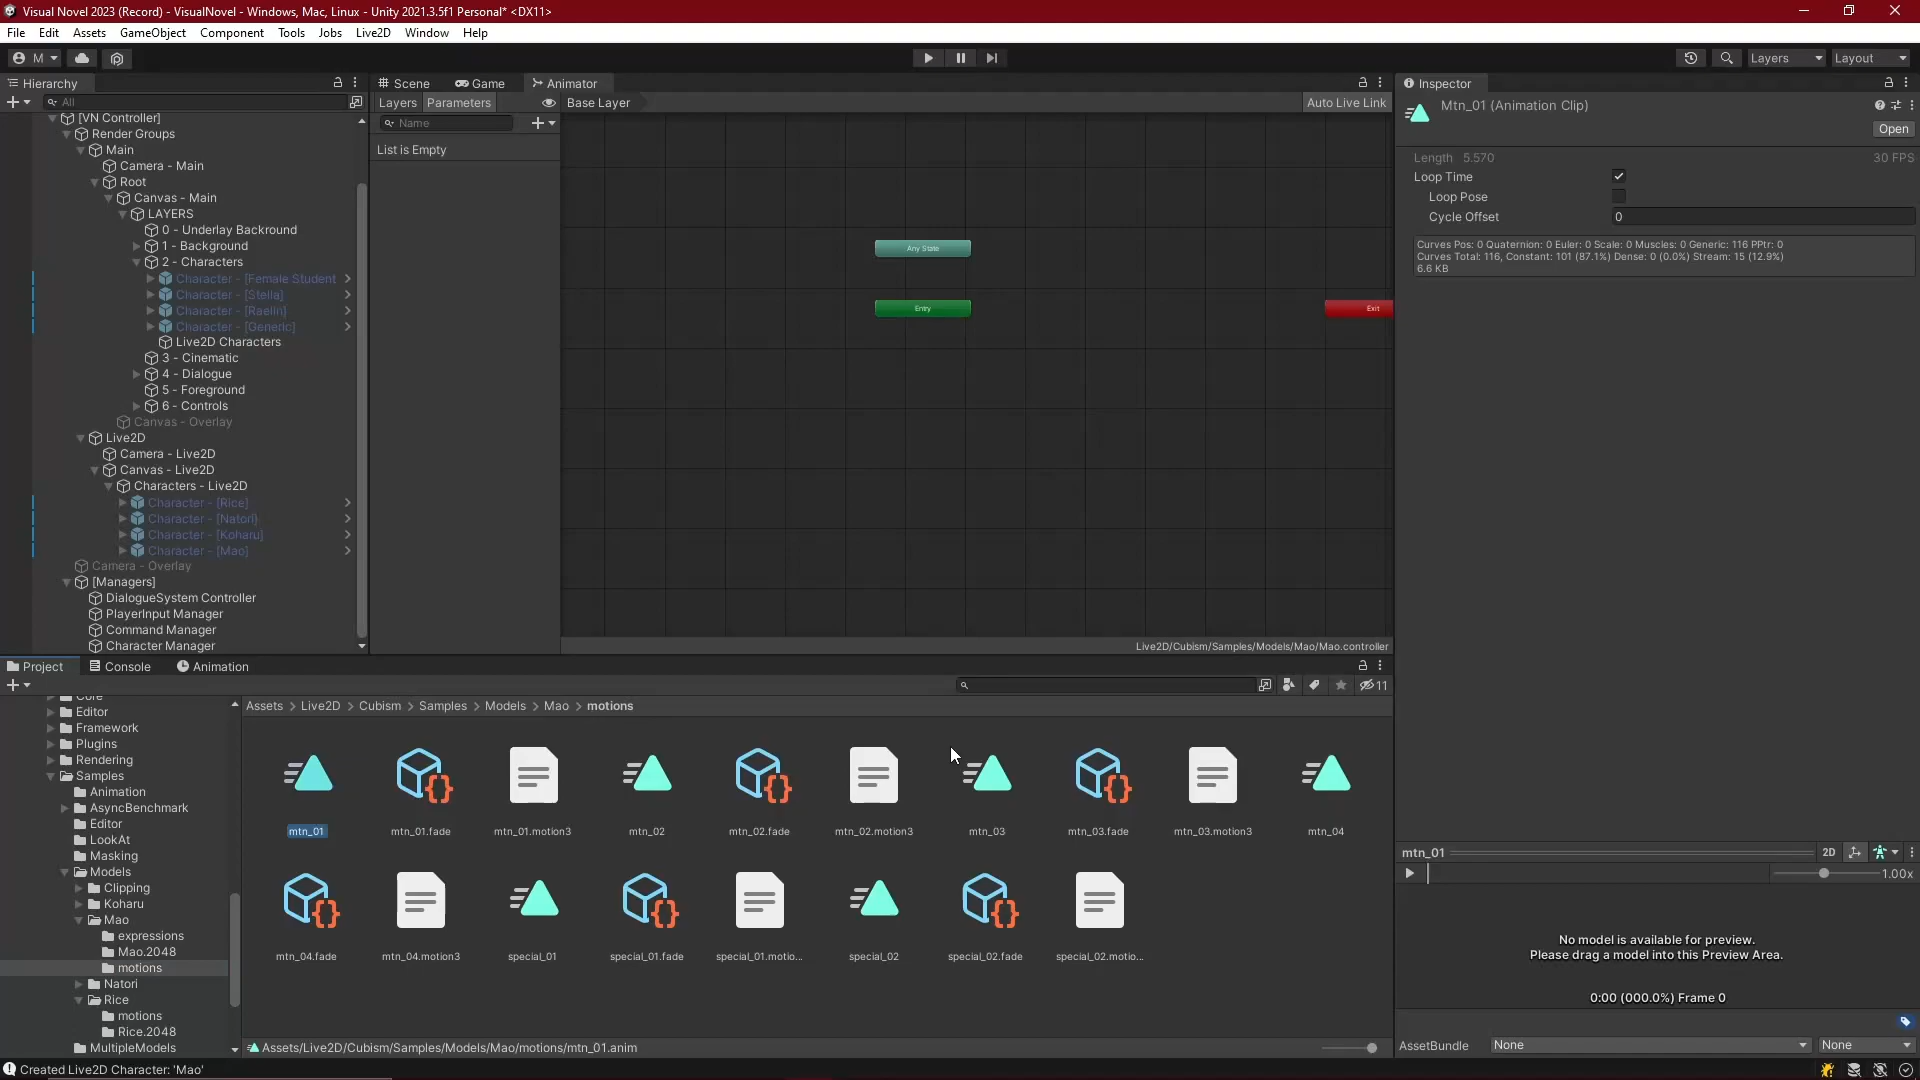 Visual Novel 2023 (Record) - VisualNovel - Windows, Mac, Linux - Unity 2021.3.5f1 Personal* <DX11>
File Edit Assets GameObject Component Tools Jobs Live2D Window Help
M Layers Layout
Hierarchy
All
[VN Controller]
Render Groups
Main
Camera - Main
Root
Canvas - Main
LAYERS
0 - Underlay Backround
1 - Background
2 - Characters
Character - [Female Student
Character - [Stella]
Character - [Raelin]
Character - [Generic]
Live2D Characters
3 - Cinematic
4 - Dialogue
5 - Foreground
6 - Controls
Canvas - Overlay
Live2D
Camera - Live2D
Canvas - Live2D
Characters - Live2D
Character - [Rice]
Character - [Natori]
Character - [Koharu]
Character - [Mao]
Camera - Overlay
[Managers]
DialogueSystem Controller
PlayerInput Manager
Command Manager
Character Manager
Scene Game Animator
Layers Parameters Base Layer Auto Live Link
Name
List is Empty
Any State
Entry
Exit
Live2D/Cubism/Samples/Models/Mao/Mao.controller
Inspector
Mtn_01 (Animation Clip)
Open
Length 5.570 30 FPS
Loop Time
Loop Pose
Cycle Offset 0
Curves Pos: 0 Quaternion: 0 Euler: 0 Scale: 0 Muscles: 0 Generic: 116 PPtr: 0
Curves Total: 116, Constant: 101 (87.1%) Dense: 0 (0.0%) Stream: 15 (12.9%)
6.6 KB
Project Console Animation
11
Core
Editor
Framework
Plugins
Rendering
Samples
Animation
AsyncBenchmark
Editor
LookAt
Masking
Models
Clipping
Koharu
Mao
expressions
Mao.2048
motions
Natori
Rice
motions
Rice.2048
MultipleModels
Assets > Live2D > Cubism > Samples > Models > Mao > motions
mtn_01 mtn_01.fade mtn_01.motion3 mtn_02 mtn_02.fade mtn_02.motion3 mtn_03 mtn_03.fade mtn_03.motion3 mtn_04
mtn_04.fade mtn_04.motion3 special_01 special_01.fade special_01.motio... special_02 special_02.fade special_02.motio...
Assets/Live2D/Cubism/Samples/Models/Mao/motions/mtn_01.anim
mtn_01 2D
1.00x
No model is available for preview.
Please drag a model into this Preview Area.
0:00 (000.0%) Frame 0
AssetBundle None None
Created Live2D Character: 'Mao'